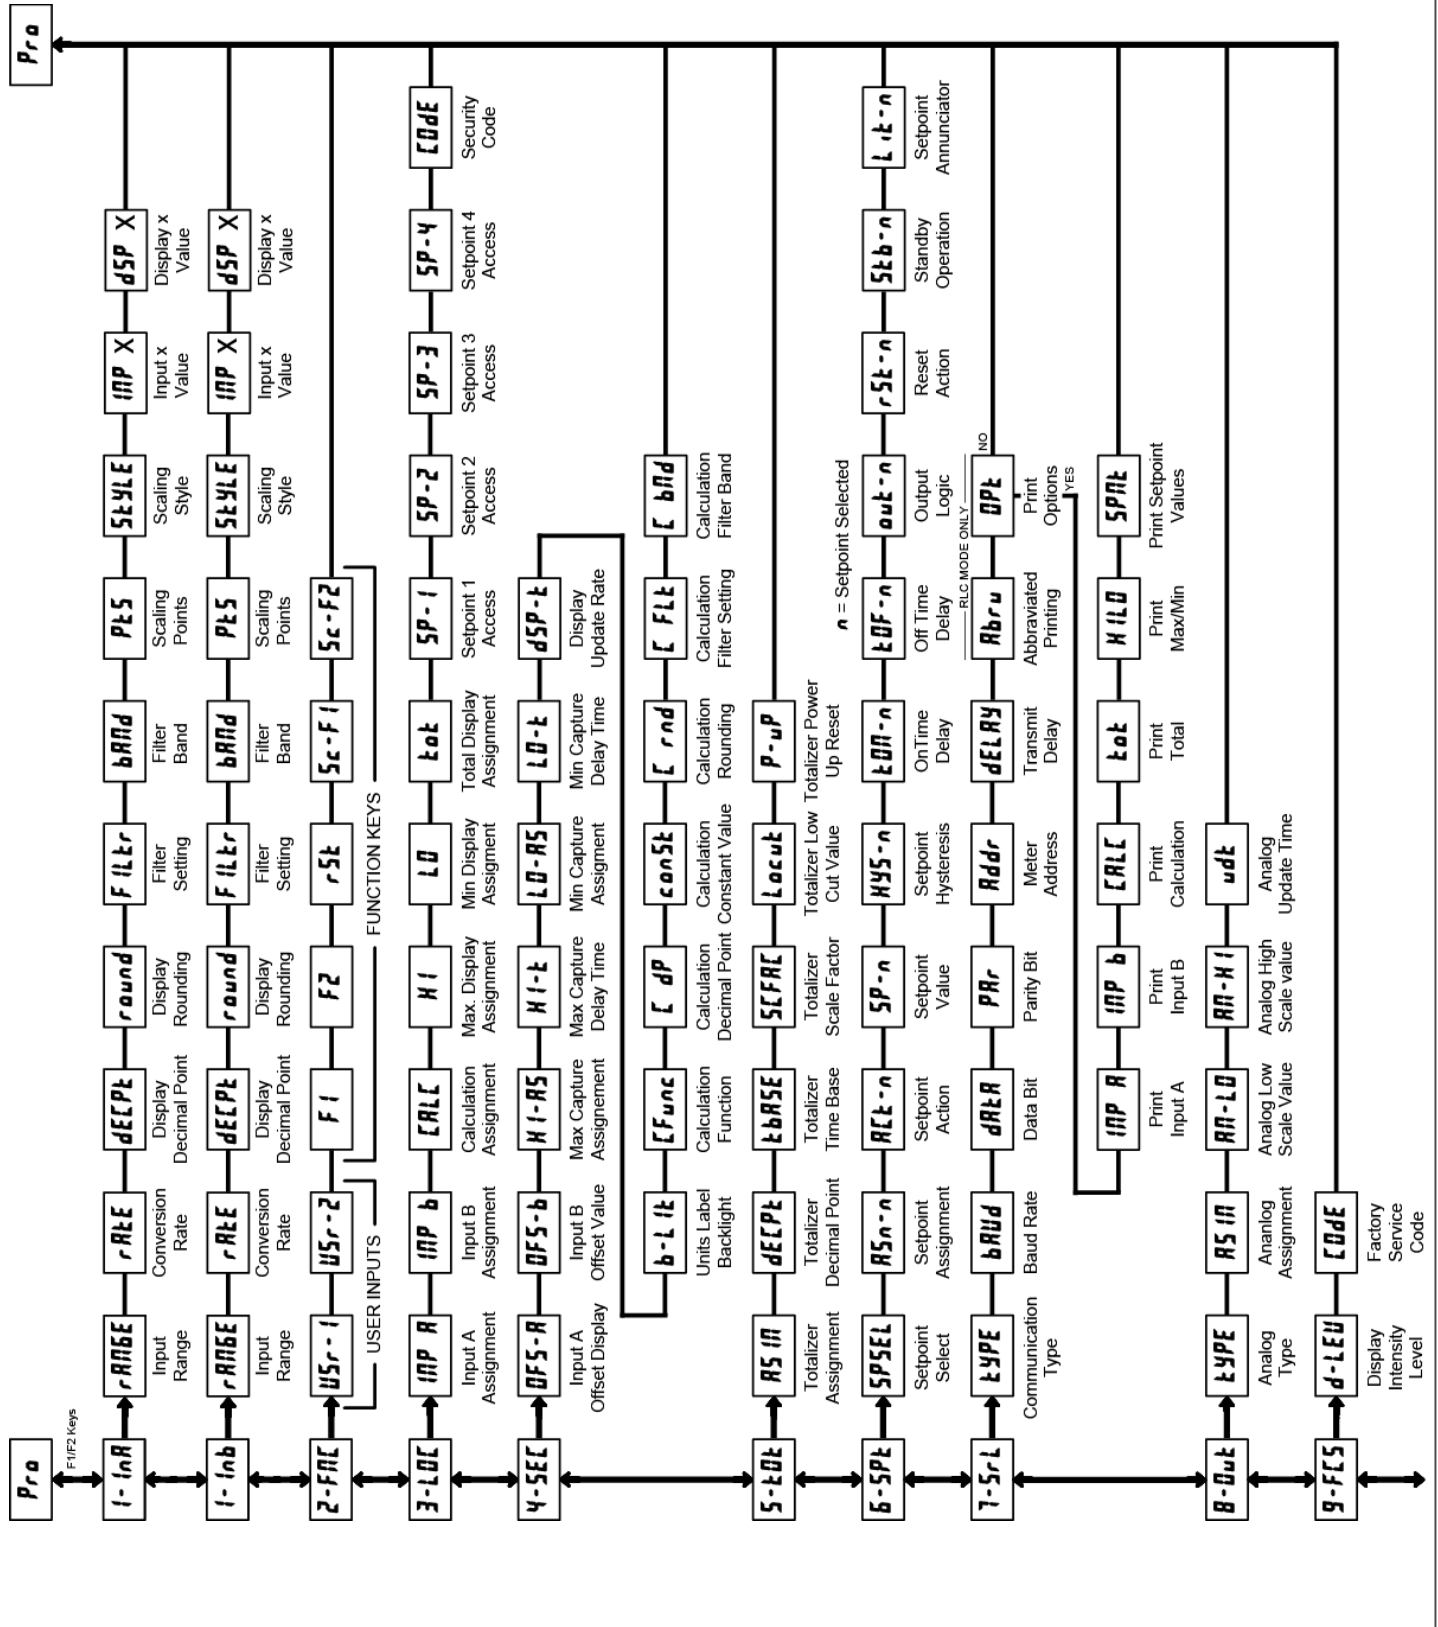 Pro
F1/F2 Keys
Pro
1-InA
rANGE
Input
Range
rAtE
Conversion
Rate
dECPt
Display
Decimal Point
round
Display
Rounding
FILtr
Filter
Setting
bANd
Filter
Band
PtS
Scaling
Points
StYLE
Scaling
Style
INP X
Input x
Value
dSP X
Display x
Value
1-Inb
rANGE
Input
Range
rAtE
Conversion
Rate
dECPt
Display
Decimal Point
round
Display
Rounding
FILtr
Filter
Setting
bANd
Filter
Band
PtS
Scaling
Points
StYLE
Scaling
Style
INP X
Input x
Value
dSP X
Display x
Value
2-FNC
USr-1
USr-2
F1
F2
rSt
Sc-F1
Sc-F2
USER INPUTS
FUNCTION KEYS
3-LOC
INP A
Input A
Assignment
INP b
Input B
Assignment
CALC
Calculation
Assignment
HI
Max. Display
Assignment
LO
Min Display
Assigment
tot
Total Display
Assignment
SP-1
Setpoint 1
Access
SP-2
Setpoint 2
Access
SP-3
Setpoint 3
Access
SP-4
Setpoint 4
Access
CODE
Security
Code
4-SEC
OFS-A
Input A
Offset Display
OFS-b
Input B
Offset Value
HI-AS
Max Capture
Assignement
HI-t
Max Capture
Delay Time
LO-AS
Min Capture
Assigment
LO-t
Min Capture
Delay Time
dSP-t
Display
Update Rate
b-LIt
Units Label
Backlight
CFunc
Calculation
Function
C dP
Calculation
Decimal Point
conSt
Calculation
Constant Value
C rnd
Calculation
Rounding
C FLt
Calculation
Filter Setting
C bNd
Calculation
Filter Band
5-tOt
ASIN
Totalizer
Assignment
dECPt
Totalizer
Decimal Point
tbASE
Totalizer
Time Base
SCFAC
Totalizer
Scale Factor
Locut
Totalizer Low
Cut Value
P-uP
Totalizer Power
Up Reset
n = Setpoint Selected
6-SPt
SPSEL
Setpoint
Select
ASn-n
Setpoint
Assignment
ACt-n
Setpoint
Action
SP-n
Setpoint
Value
HYS-n
Setpoint
Hysteresis
tON-n
OnTime
Delay
tOF-n
Off Time
Delay
out-n
Output
Logic
rSt-n
Reset
Action
Stb-n
Standby
Operation
Lit-n
Setpoint
Annunciator
RLC MODE ONLY
7-SrL
tYPE
Communication
Type
bAUd
Baud Rate
dAtA
Data Bit
PAr
Parity Bit
Addr
Meter
Address
dELAY
Transmit
Delay
Abru
Abbraviated
Printing
OPt
Print
Options
NO
YES
INP A
Print
Input A
INP b
Print
Input B
CALC
Print
Calculation
tot
Print
Total
HILO
Print
Max/Min
SPNt
Print Setpoint
Values
8-Out
tYPE
Analog
Type
ASIN
Ananlog
Assignment
AN-LO
Analog Low
Scale Value
AN-HI
Analog High
Scale value
udt
Analog
Update Time
9-FCS
d-LEU
Display
Intensity
Level
CODE
Factory
Service
Code